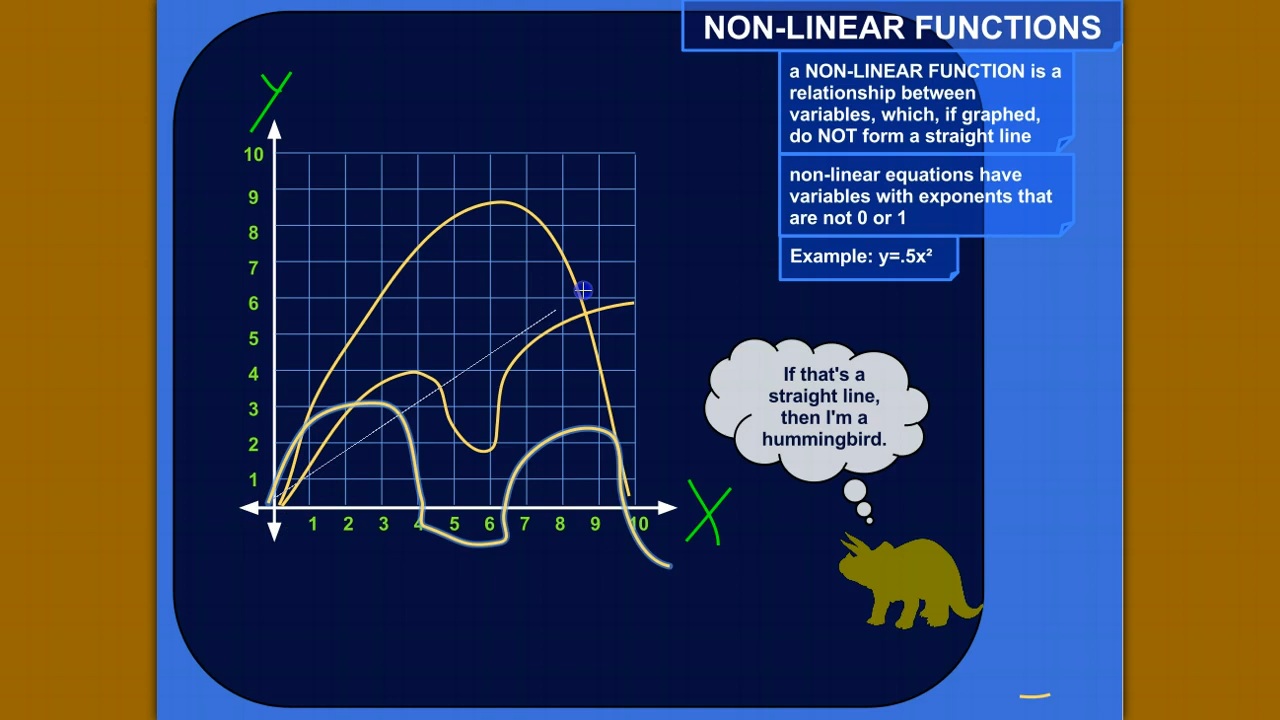 NON-LINEAR FUNCTIONS
a NON-LINEAR FUNCTION is a
relationship between
variables, which, if graphed,
do NOT form a straight line
non-linear equations have
variables with exponents that
are not 0 or 1
Example: y=.5x²
y
10
9
8
7
6
5
4
3
2
1
1 2 3 4 5 6 7 8 9 10
X
If that's a
straight line,
then I'm a
hummingbird.